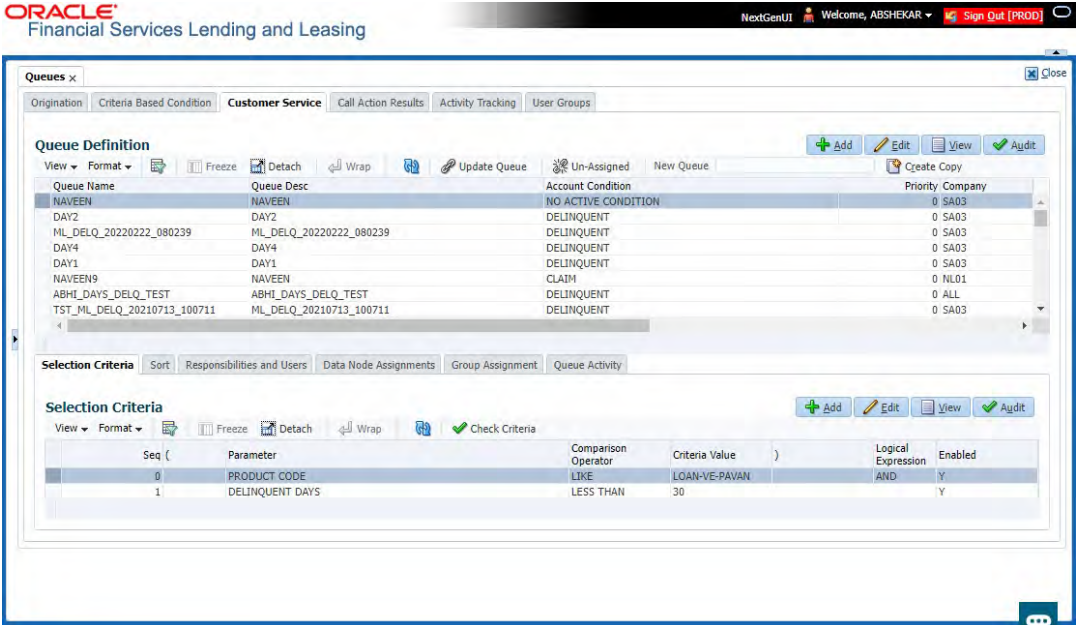 ORACLE
Financial Services Lending and Leasing
NextGenUI Welcome, ABSHEKAR Sign Out [PROD]
Queues x
Close
Origination Criteria Based Condition Customer Service Call Action Results Activity Tracking User Groups
Queue Definition
Add Edit View Audit
View Format Freeze Detach Wrap Update Queue Un-Assigned New Queue Create Copy
Queue Name Queue Desc Account Condition Priority Company
NAVEEN NAVEEN NO ACTIVE CONDITION 0 SA03
DAY2 DAY2 DELINQUENT 0 SA03
ML_DELQ_20220222_080239 ML_DELQ_20220222_080239 DELINQUENT 0 SA03
DAY4 DAY4 DELINQUENT 0 SA03
DAY1 DAY1 DELINQUENT 0 SA03
NAVEEN9 NAVEEN CLAIM 0 NL01
ABHI_DAYS_DELQ_TEST ABHI_DAYS_DELQ_TEST DELINQUENT 0 ALL
TST_ML_DELQ_20210713_100711 ML_DELQ_20210713_100711 DELINQUENT 0 SA03
Selection Criteria Sort Responsibilities and Users Data Node Assignments Group Assignment Queue Activity
Selection Criteria
Add Edit View Audit
View Format Freeze Detach Wrap Check Criteria
Seq ( Parameter Comparison Operator Criteria Value ) Logical Expression Enabled
0 PRODUCT CODE LIKE LOAN-VE-PAVAN AND Y
1 DELINQUENT DAYS LESS THAN 30 Y